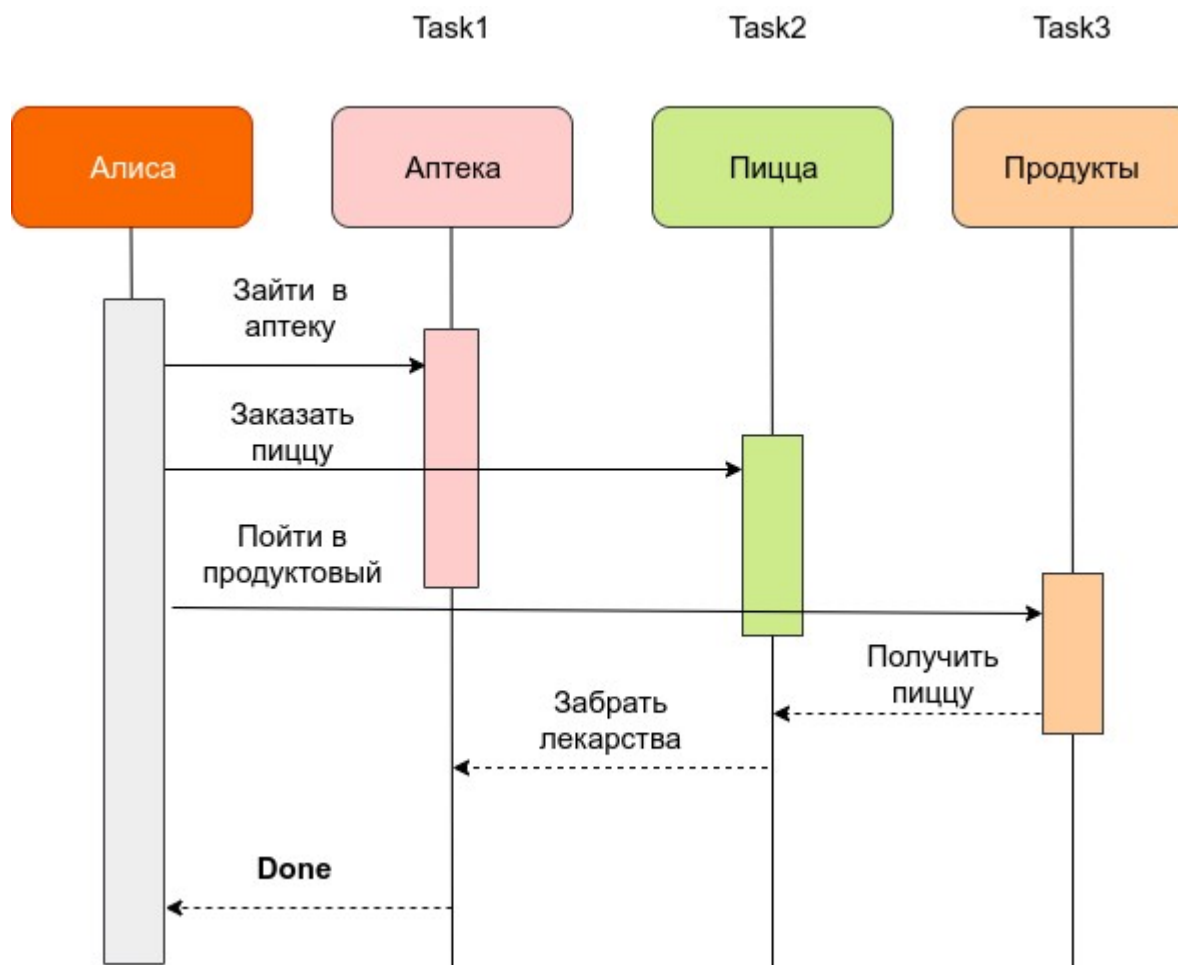 Task1
Task2
Task3
Алиса
Аптека
Пицца
Продукты
Зайти в
аптеку
Заказать
пиццу
Пойти в
продуктовый
Получить
пиццу
Забрать
лекарства
Done